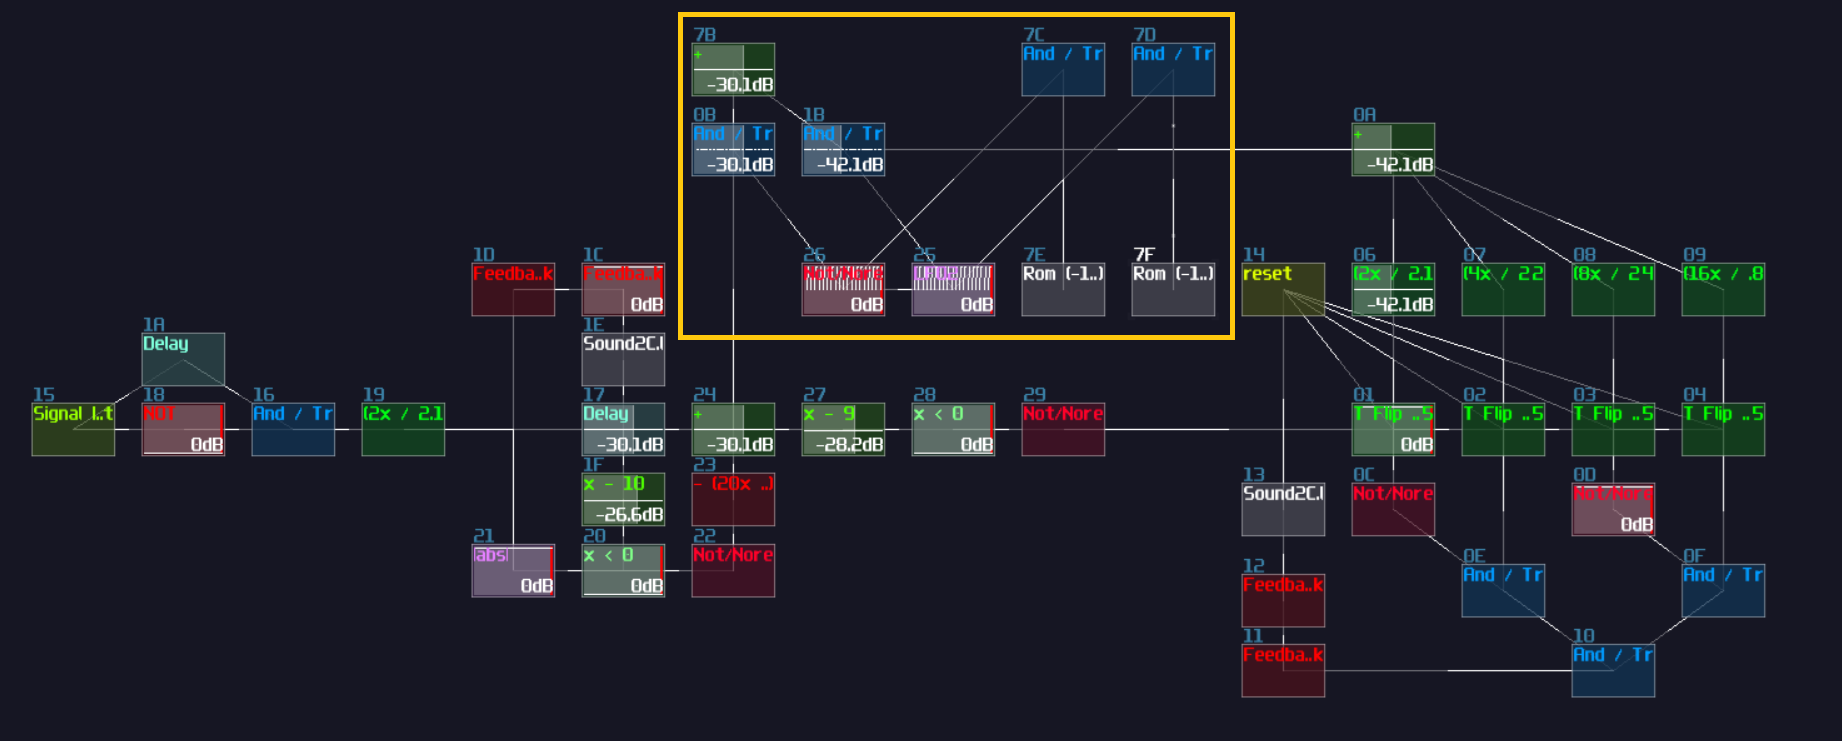 7B
+
-30.1dB
7C
And / Tr
7D
And / Tr
0B
And / Tr
-30.1dB
1B
And / Tr
-42.1dB
0A
+
-42.1dB
1D
Feedba..k
1C
Feedba..k
0dB
26
Not/Nore
0dB
25
0dB
7E
Rom (-1..)
7F
Rom (-1..)
14
reset
06
(2x / 2.1
-42.1dB
07
(4x / 22
08
(8x / 24
09
(16x / .8
1A
Delay
1E
Sound2C.l
15
Signal l..t
18
NOT
0dB
16
And / Tr
19
(2x / 2.1
17
Delay
-30.1dB
24
+
-30.1dB
27
x - 9
-28.2dB
28
x < 0
0dB
29
Not/Nore
01
T Flip ..5
0dB
02
T Flip ..5
03
T Flip ..5
04
T Flip ..5
1F
x - 10
-26.6dB
23
- (20x ..)
13
Sound2C.l
0C
Not/Nore
0D
Not/Nore
0dB
21
abs
0dB
20
x < 0
0dB
22
Not/Nore
12
Feedba..k
0E
And / Tr
0F
And / Tr
11
Feedba..k
10
And / Tr